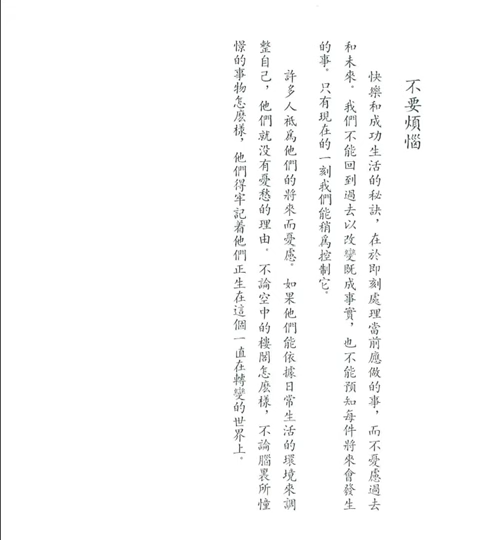 不要煩惱
快樂和成功生活的秘訣，在於即刻處理當前應做的事，而不憂慮過去
和未來。我們不能回到過去以改變既成事實，也不能預知每件將來會發生
的事。只有現在的一刻我們能稍爲控制它。
許多人祇爲他們的將來而憂慮。如果他們能依據日常生活的環境來調
整自己，他們就没有憂愁的理由。不論空中的樓閣怎麽樣，不論腦裏所憧
憬的事物怎麽樣，他們得牢記着他們正生在這個一直在轉變的世界上。